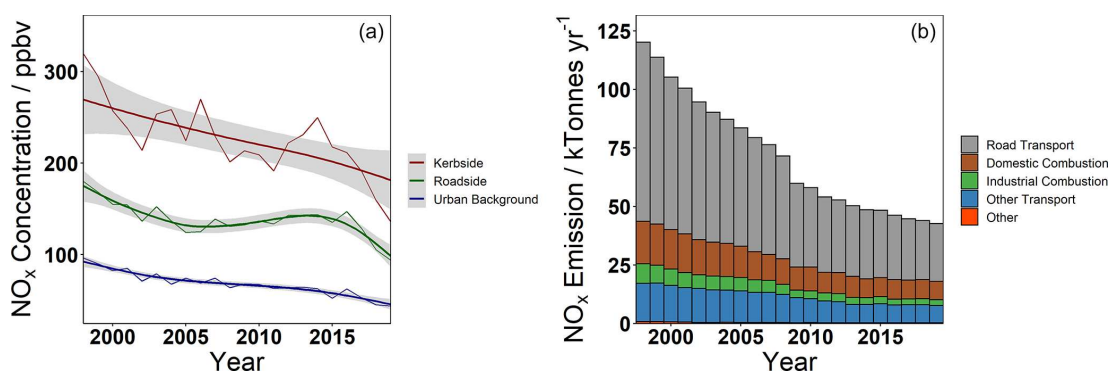 (a)
NOₓ Concentration / ppbv
300
200
100
2000
2005
2010
2015
Year
Kerbside
Roadside
Urban Background
(b)
NOₓ Emission / kTonnes yr⁻¹
125
100
75
50
25
0
2000
2005
2010
2015
Year
Road Transport
Domestic Combustion
Industrial Combustion
Other Transport
Other